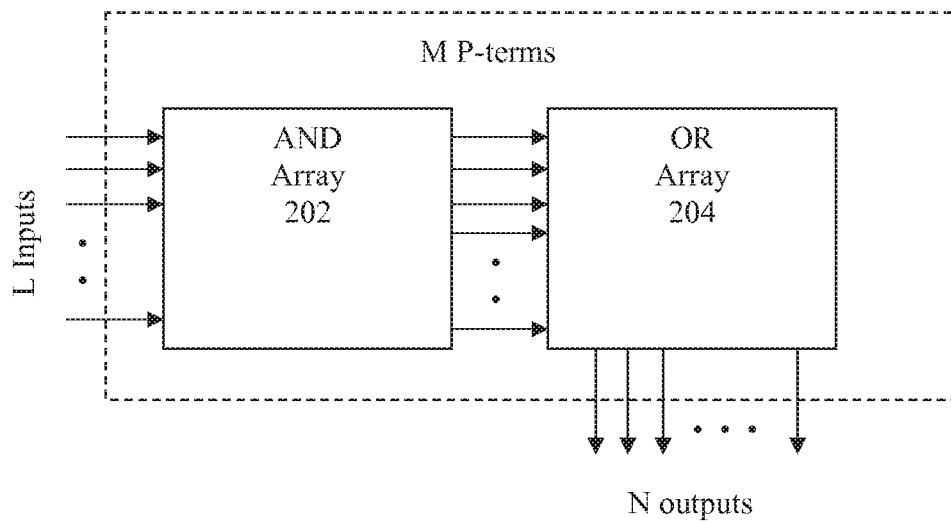 M P-terms
L Inputs
AND
Array
202
OR
Array
204
N outputs